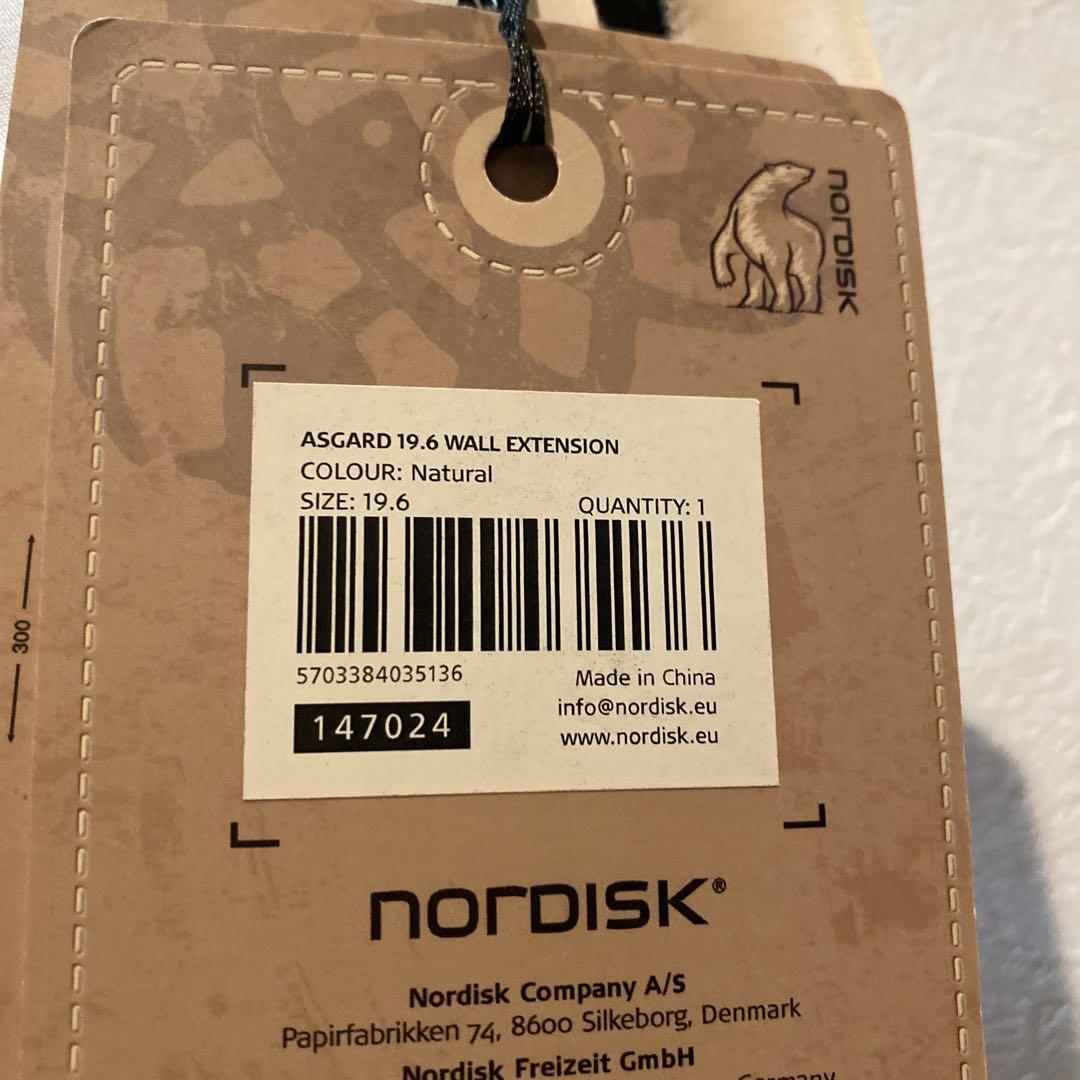 NORDISK
ASGARD 19.6 WALL EXTENSION
COLOUR: Natural
SIZE: 19.6 QUANTITY: 1
5703384035136 Made in China
info@nordisk.eu
147024
www.nordisk.eu
300
NORDISK®
Nordisk Company A/S
Papirfabrikken 74, 8600 Silkeborg, Denmark
Nordisk Freizeit GmbH
Germany